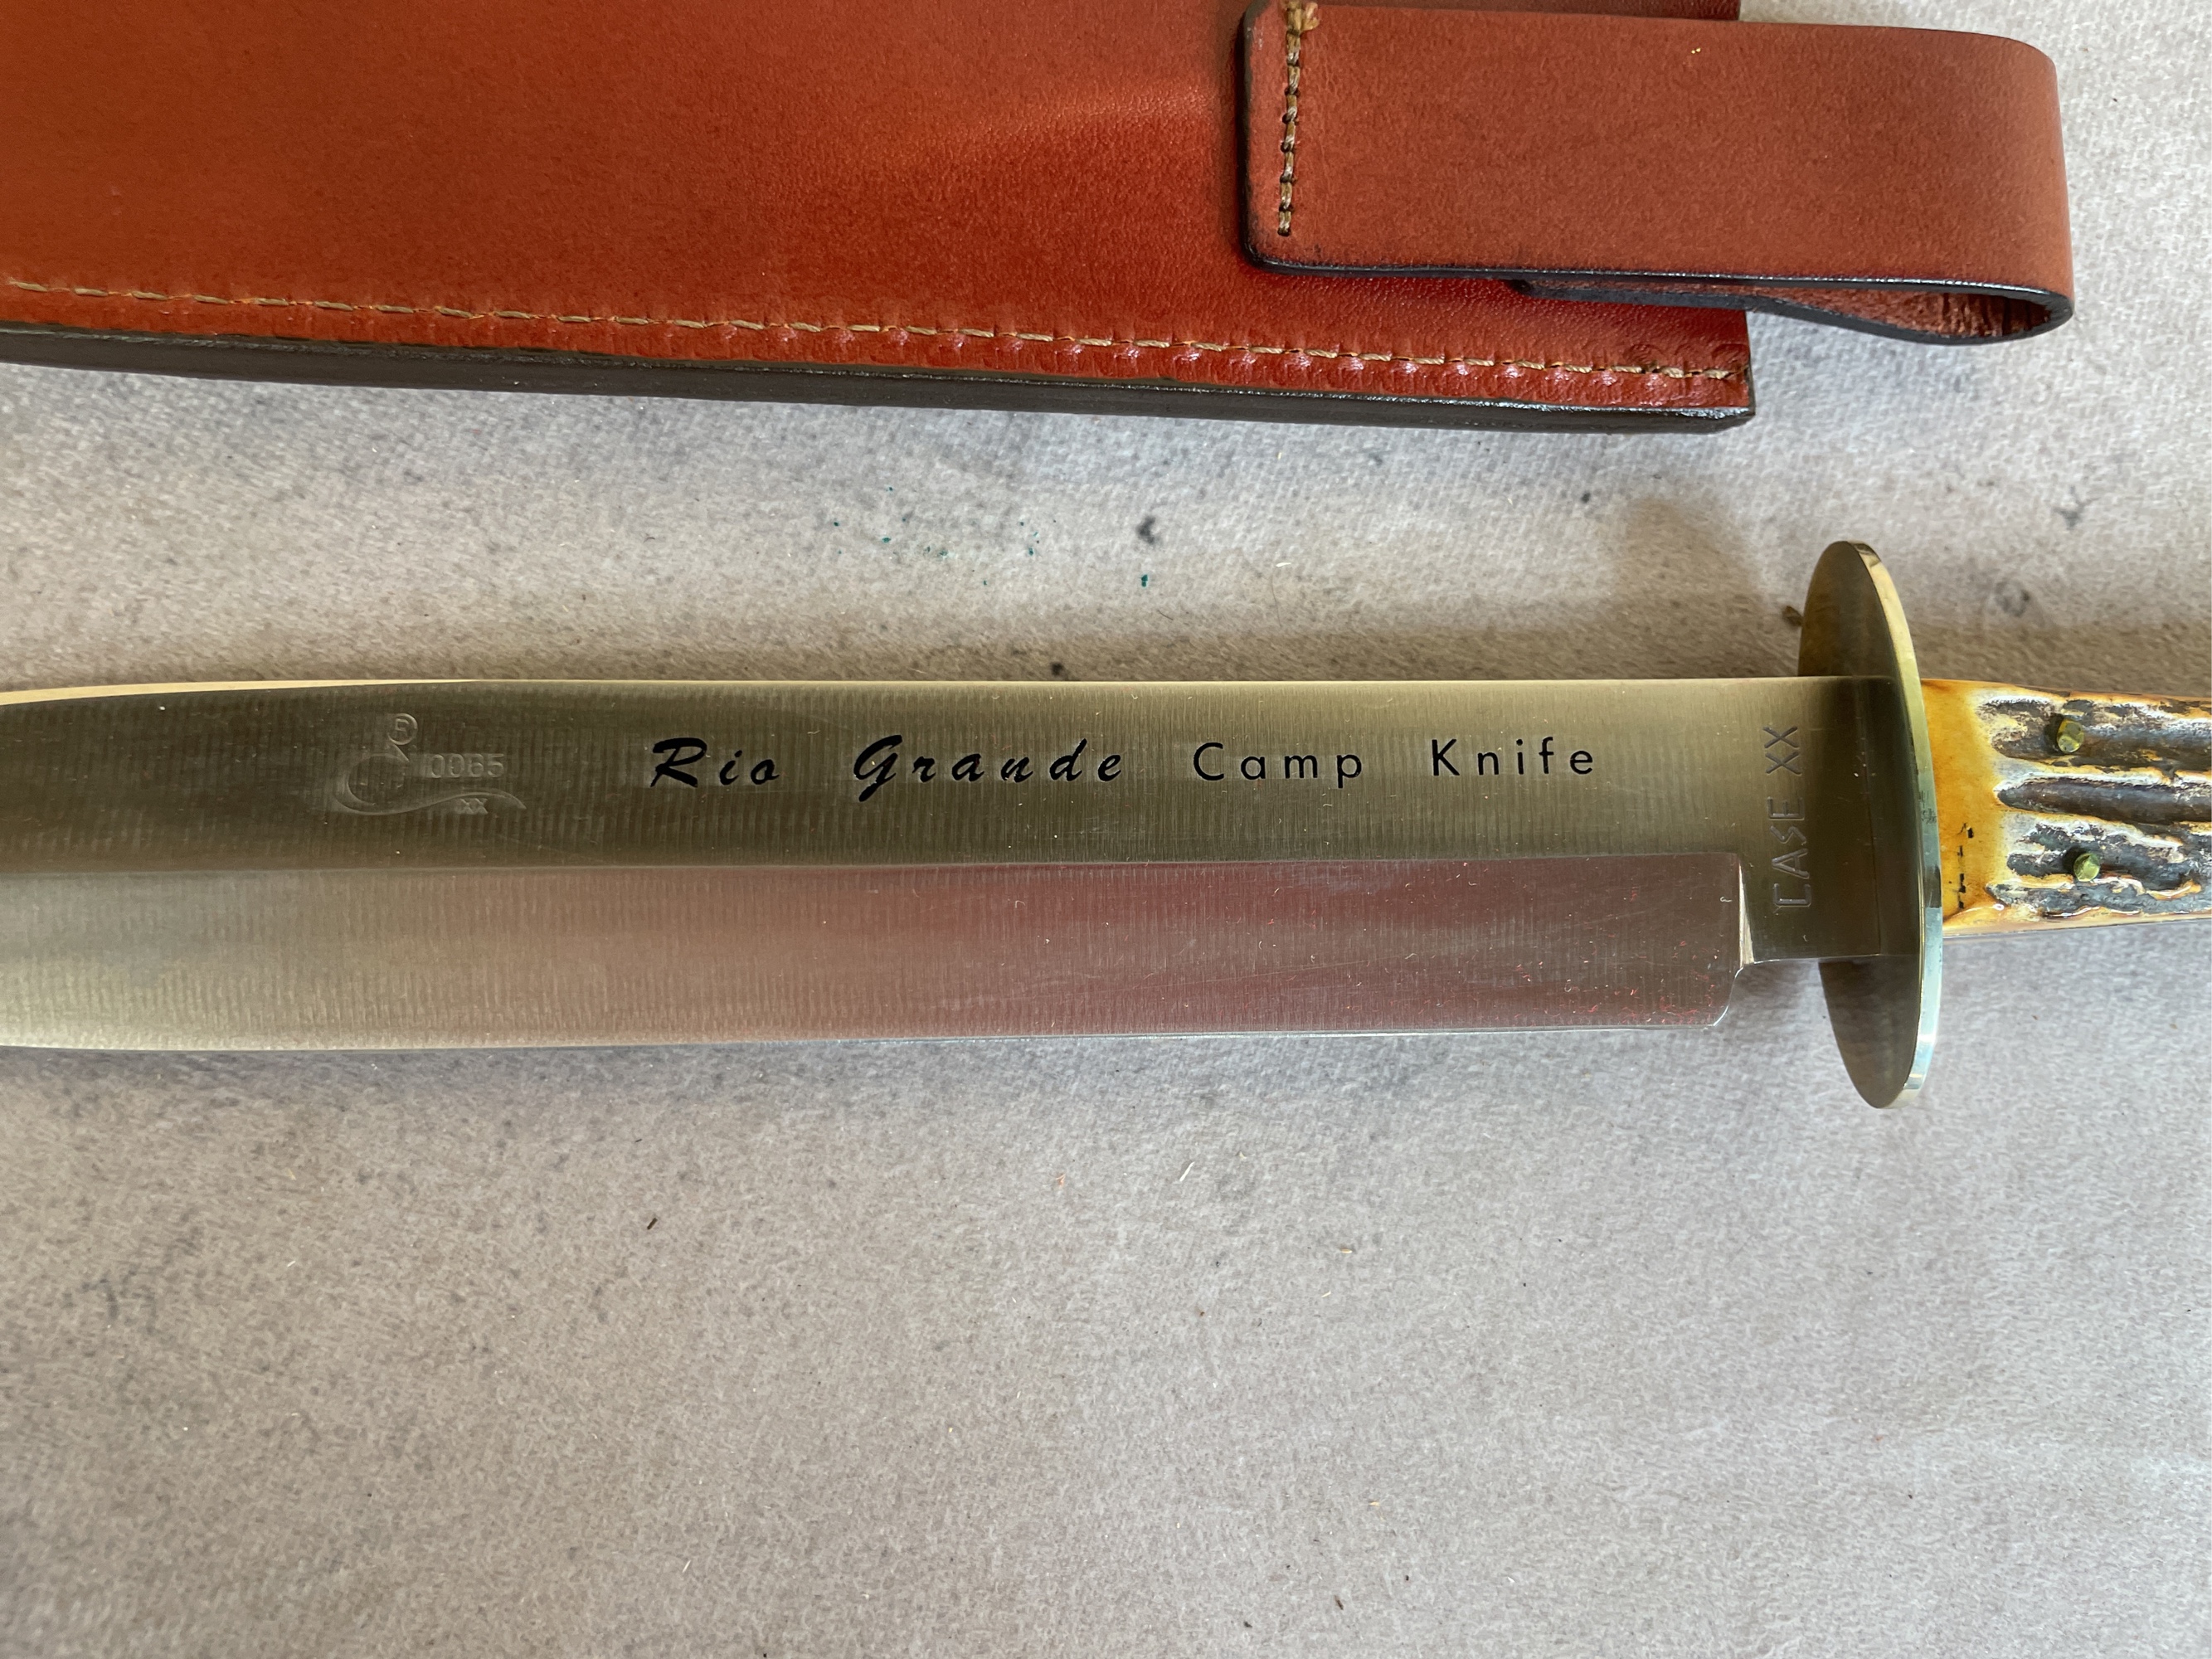 R
0065
XX
Rio Grande Camp Knife
CASE XX